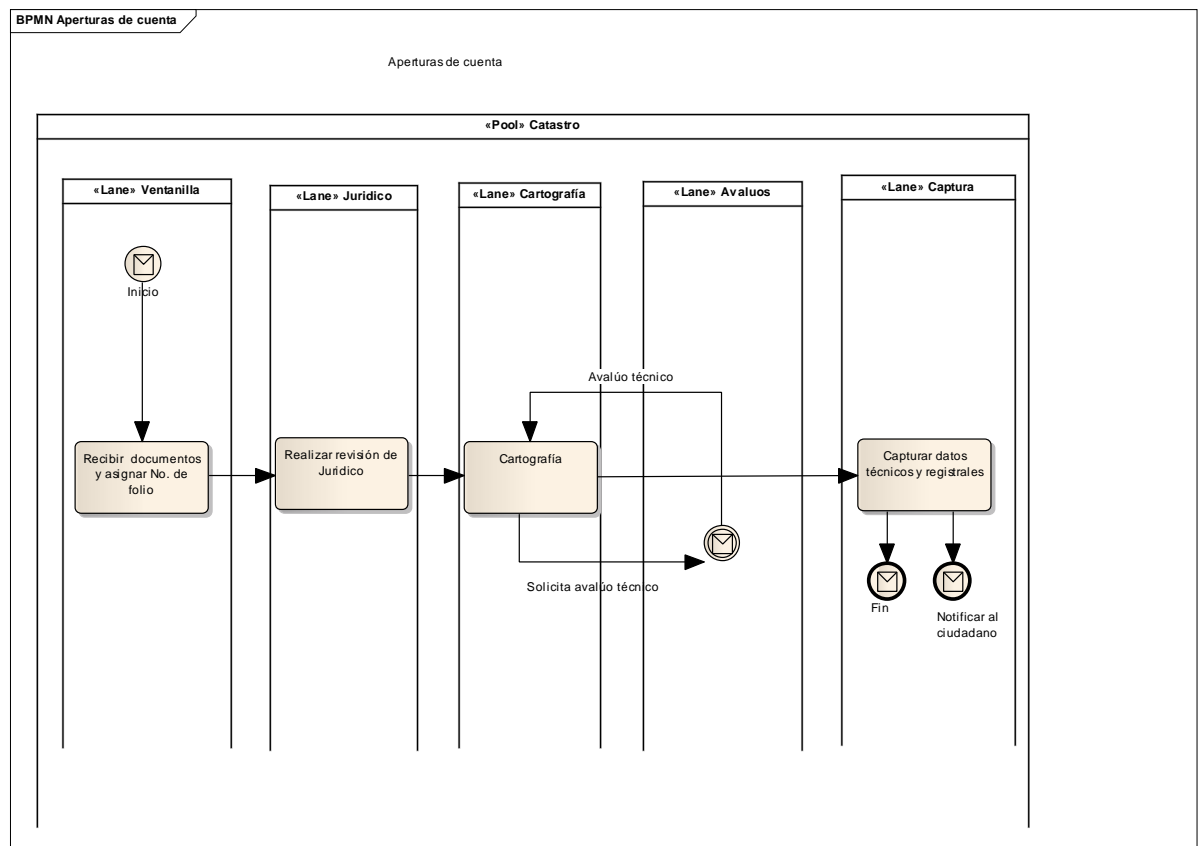 BPMN Aperturas de cuenta
Aperturas de cuenta
«Pool» Catastro
«Lane» Ventanilla
«Lane» Juridico
«Lane» Cartografía
«Lane» Avaluos
«Lane» Captura
Inicio
Avalúo técnico
Recibir documentos
y asignar No. de
folio
Realizar revisión de
Juridico
Cartografía
Capturar datos
técnicos y registrales
Solicita avalúo técnico
Fin
Notificar al
ciudadano